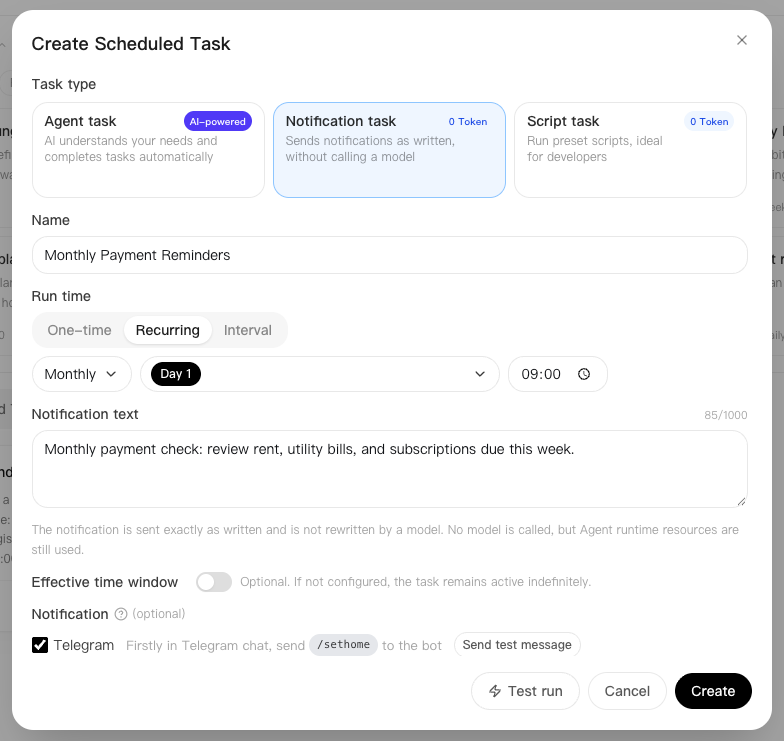 Create Scheduled Task
Task type
Agent task
AI-powered
AI understands your needs and
completes tasks automatically
Notification task
0 Token
Sends notifications as written,
without calling a model
Script task
0 Token
Run preset scripts, ideal
for developers
Name
Monthly Payment Reminders
Run time
One-time
Recurring
Interval
Monthly
Day 1
09:00
Notification text
85/1000
Monthly payment check: review rent, utility bills, and subscriptions due this week.
The notification is sent exactly as written and is not rewritten by a model. No model is called, but Agent runtime resources are
still used.
Effective time window
Optional. If not configured, the task remains active indefinitely.
Notification ? (optional)
Telegram
Firstly in Telegram chat, send /sethome to the bot
Send test message
Test run
Cancel
Create